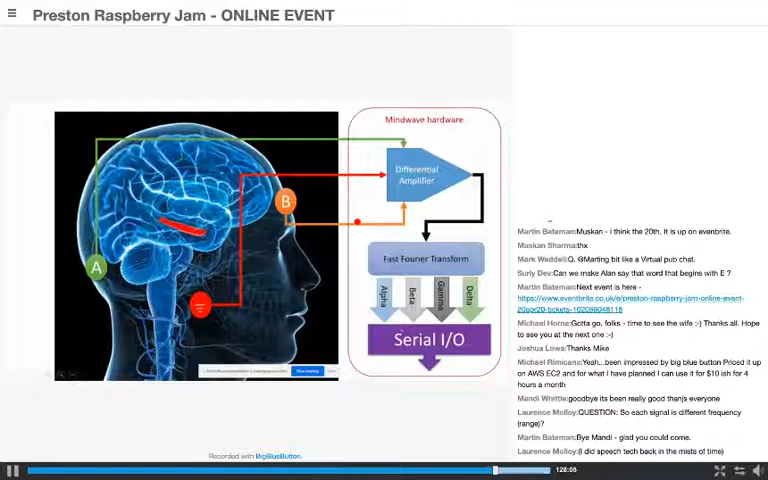 Preston Raspberry Jam - ONLINE EVENT
Mindwave hardware
Differential
Amplifier
A
B
Fast Fourier Transform
Alpha
Beta
Gamma
Delta
Serial I/O
Stop sharing
Recorded with BigBlueButton.
Martin Bateman:Muskan - i think the 20th. It is up on evenbrite.
Muskan Sharma:thx
Mark Weddell:Q. @Marting bit like a Virtual pub chat.
Surly Dev:Can we make Alan say that word that begins with E ?
Martin Bateman:Next event is here -
https://www.eventbrite.co.uk/e/preston-raspberry-jam-online-event-
20apr20-tickets-102086048118
Michael Horne:Gotta go, folks - time to see the wife ;-) Thanks all. Hope
to see you at the next one :-)
Joshua Lowa:Thanks Mike
Michael Rimicans:Yeah...been impressed by big blue button Priced it up
on AWS EC2 and for what I have planned I can use it for $10 ish for 4
hours a month
Mandi Whittle:goodbye its been really good thanjs everyone
Laurence Molloy:QUESTION: So each signal is different frequency
(range)?
Martin Bateman:Bye Mandi - glad you could come.
Laurence Molloy:(I did speech tech back in the mists of time)
128:05